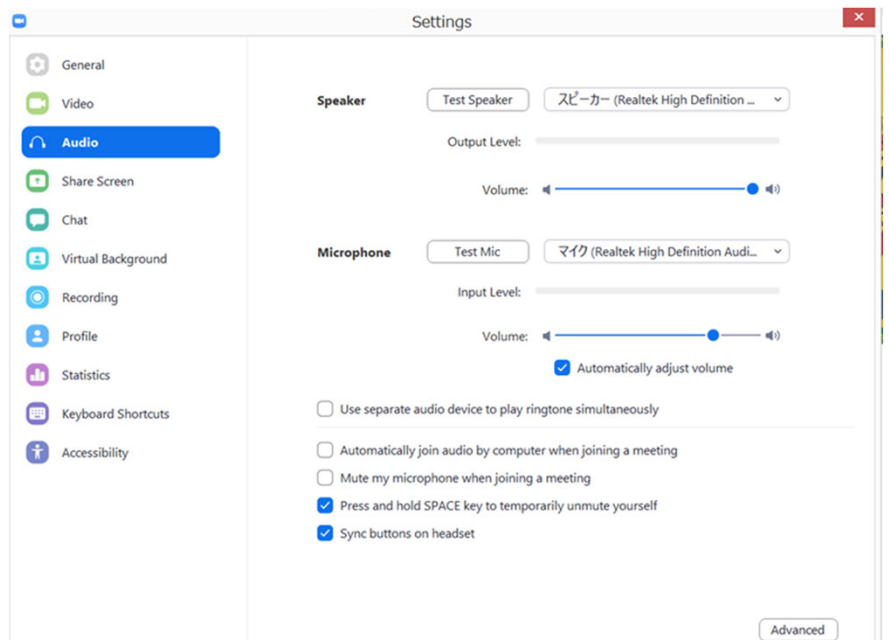 Settings
General
Video
Audio
Share Screen
Chat
Virtual Background
Recording
Profile
Statistics
Keyboard Shortcuts
Accessibility
Speaker
Test Speaker
スピーカー (Realtek High Definition ...
Output Level:
Volume:
Microphone
Test Mic
マイク (Realtek High Definition Audi...
Input Level:
Volume:
Automatically adjust volume
Use separate audio device to play ringtone simultaneously
Automatically join audio by computer when joining a meeting
Mute my microphone when joining a meeting
Press and hold SPACE key to temporarily unmute yourself
Sync buttons on headset
Advanced